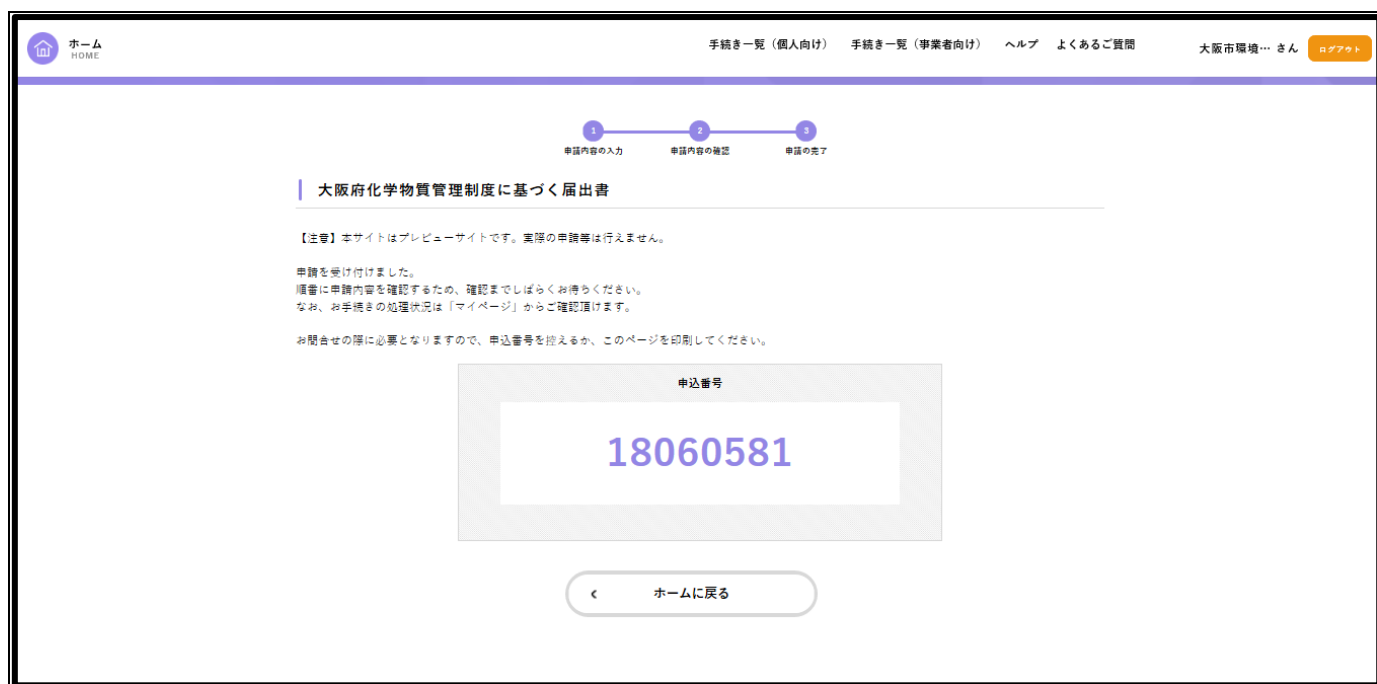 ホーム
HOME
手続き一覧（個人向け） 手続き一覧（事業者向け） ヘルプ よくあるご質問 大阪市環境… さん ログアウト
1 2 3
申請内容の入力 申請内容の確認 申請の完了
大阪府化学物質管理制度に基づく届出書
【注意】本サイトはプレビューサイトです。実際の申請等は行えません。
申請を受け付けました。
順番に申請内容を確認するため、確認までしばらくお待ちください。
なお、お手続きの処理状況は「マイページ」からご確認頂けます。
お問合せの際に必要となりますので、申込番号を控えるか、このページを印刷してください。
申込番号
18060581
ホームに戻る